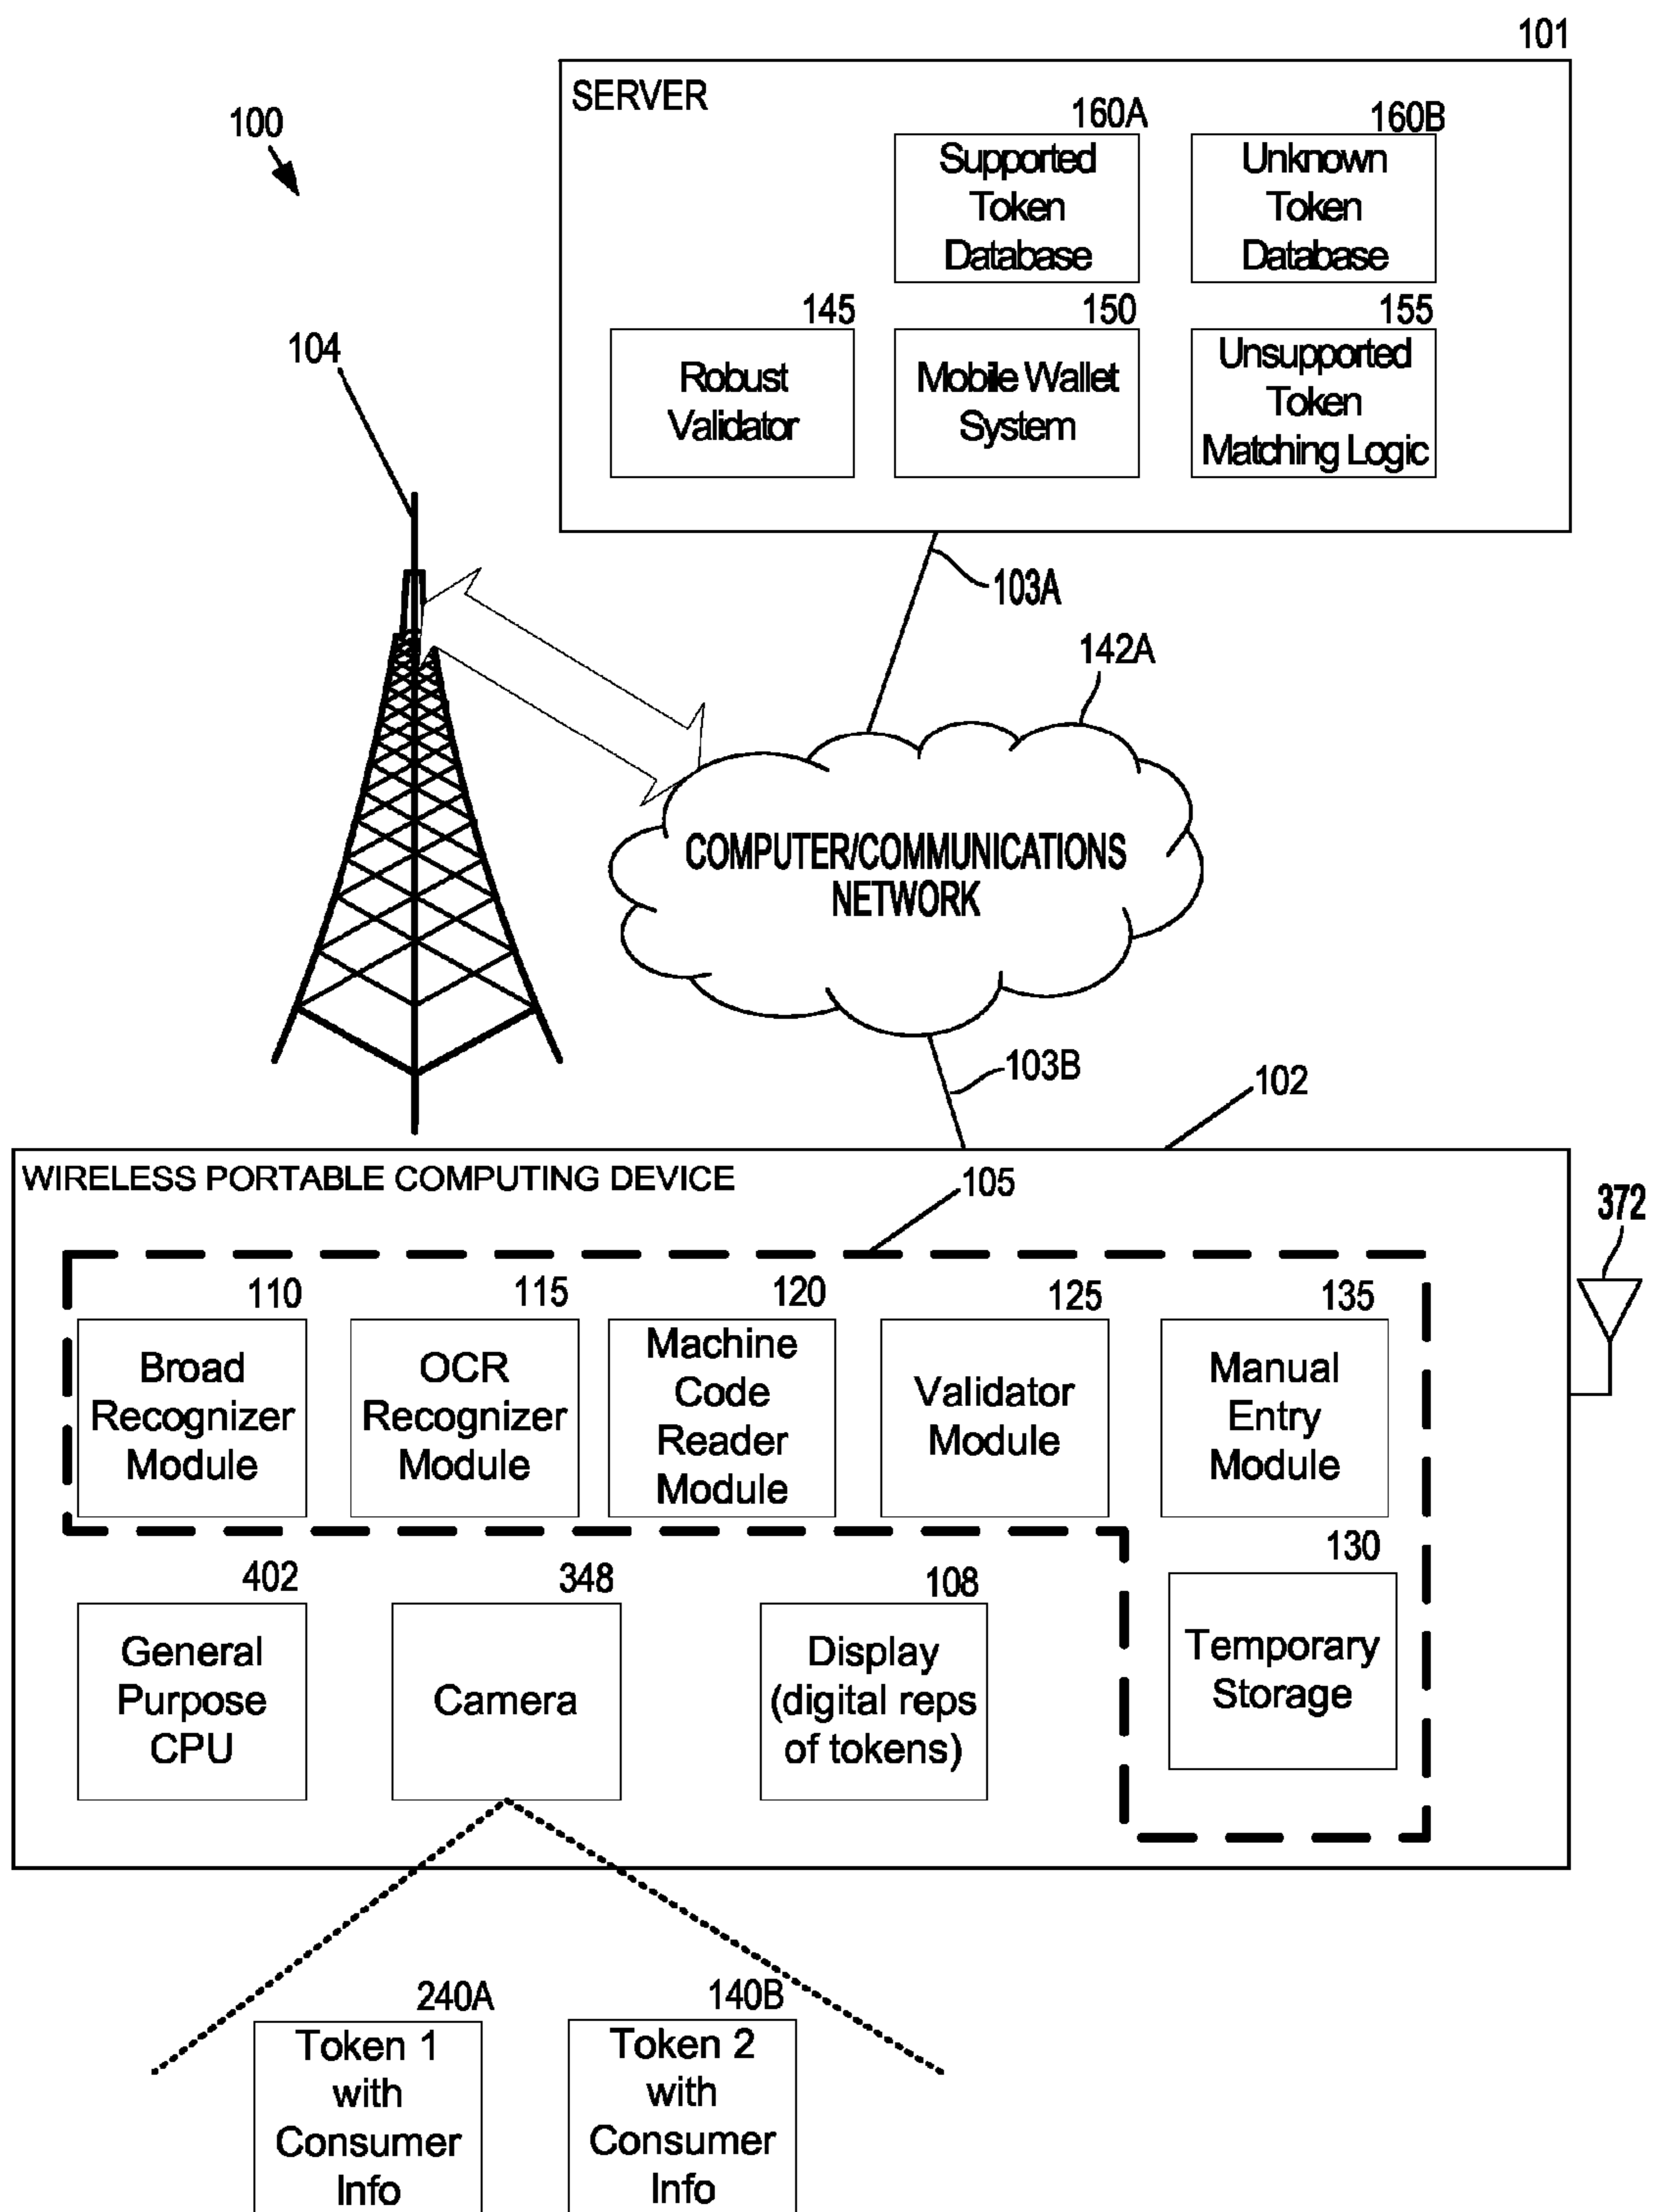 101
SERVER
100
160A
160B
Supported
Token
Database
Unknown
Token
Database
145
150
155
104
Robust
Validator
Mobile Wallet
System
Unsupported
Token
Matching Logic
103A
142A
COMPUTER/COMMUNICATIONS
NETWORK
103B
102
WIRELESS PORTABLE COMPUTING DEVICE
105
372
110
115
120
125
135
Broad
Recognizer
Module
OCR
Recognizer
Module
Machine
Code
Reader
Module
Validator
Module
Manual
Entry
Module
402
348
108
130
General
Purpose
CPU
Camera
Display
(digital reps
of tokens)
Temporary
Storage
240A
140B
Token 1
with
Consumer
Info
Token 2
with
Consumer
Info